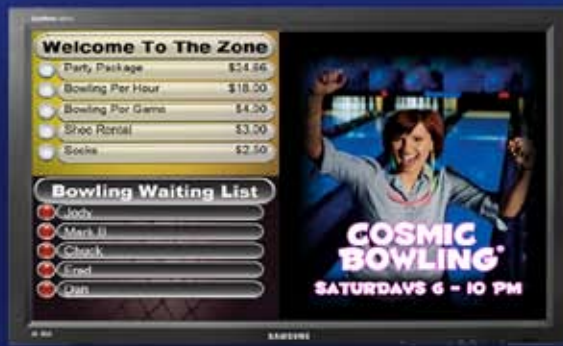 Welcome To The Zone
Party Package $24.66
Bowling Per Hour $18.00
Bowling Per Game $4.00
Shoe Rental $3.00
Socks $2.50
Bowling Waiting List
Jody
Mark B
Chuck
Fred
Dan
COSMIC
BOWLING
SATURDAYS 6 - 10 PM
SAMSUNG